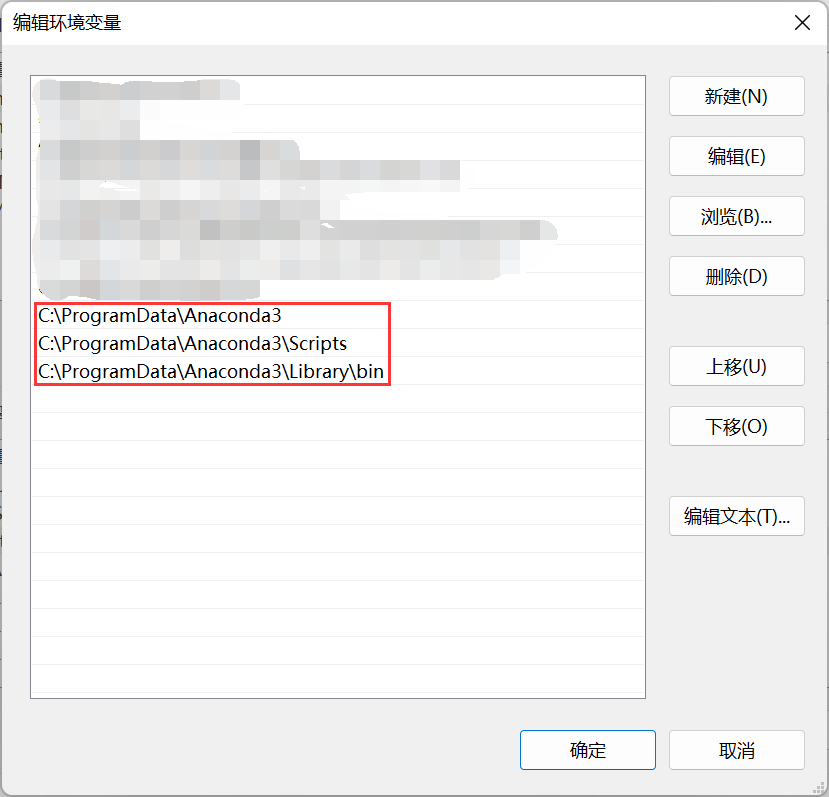 编辑环境变量
新建(N)
编辑(E)
浏览(B)...
删除(D)
C:\ProgramData\Anaconda3
C:\ProgramData\Anaconda3\Scripts
上移(U)
C:\ProgramData\Anaconda3\Library\bin
下移(O)
编辑文本(T)...
确定
取消